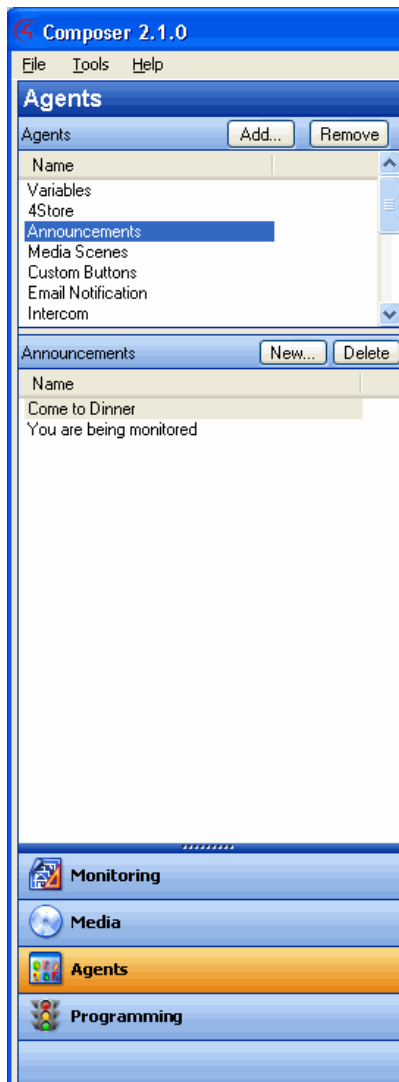 Composer 2.1.0
File Tools Help
Agents
Agents Add... Remove
Name
Variables
4Store
Announcements
Media Scenes
Custom Buttons
Email Notification
Intercom
Announcements New... Delete
Name
Come to Dinner
You are being monitored
Monitoring
Media
Agents
Programming